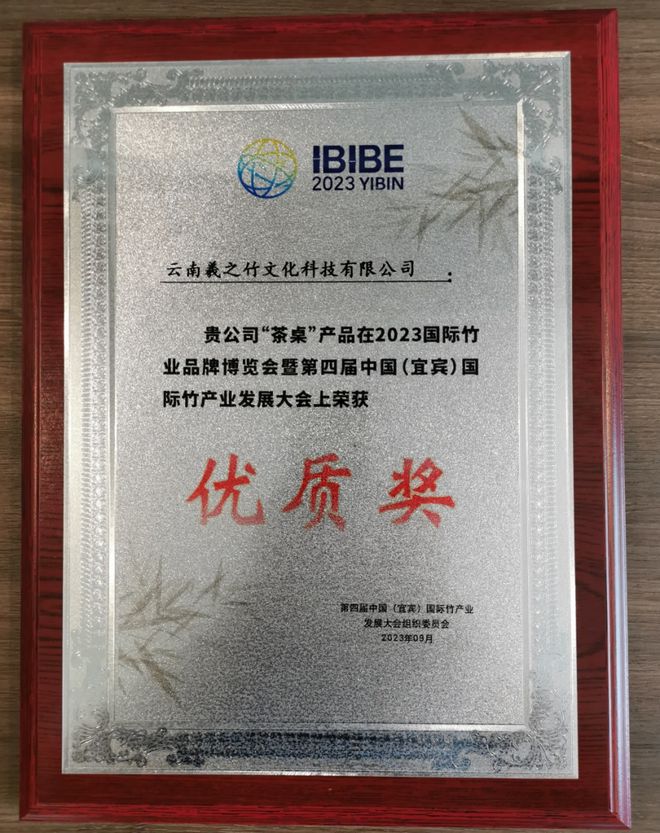 IBIBE
2023 YIBIN
云南羲之竹文化科技有限公司：
贵公司“茶桌”产品在2023国际竹
业品牌博览会暨第四届中国（宜宾）国
际竹产业发展大会上荣获
优质奖
第四届中国（宜宾）国际竹产业
发展大会组织委员会
2023年09月